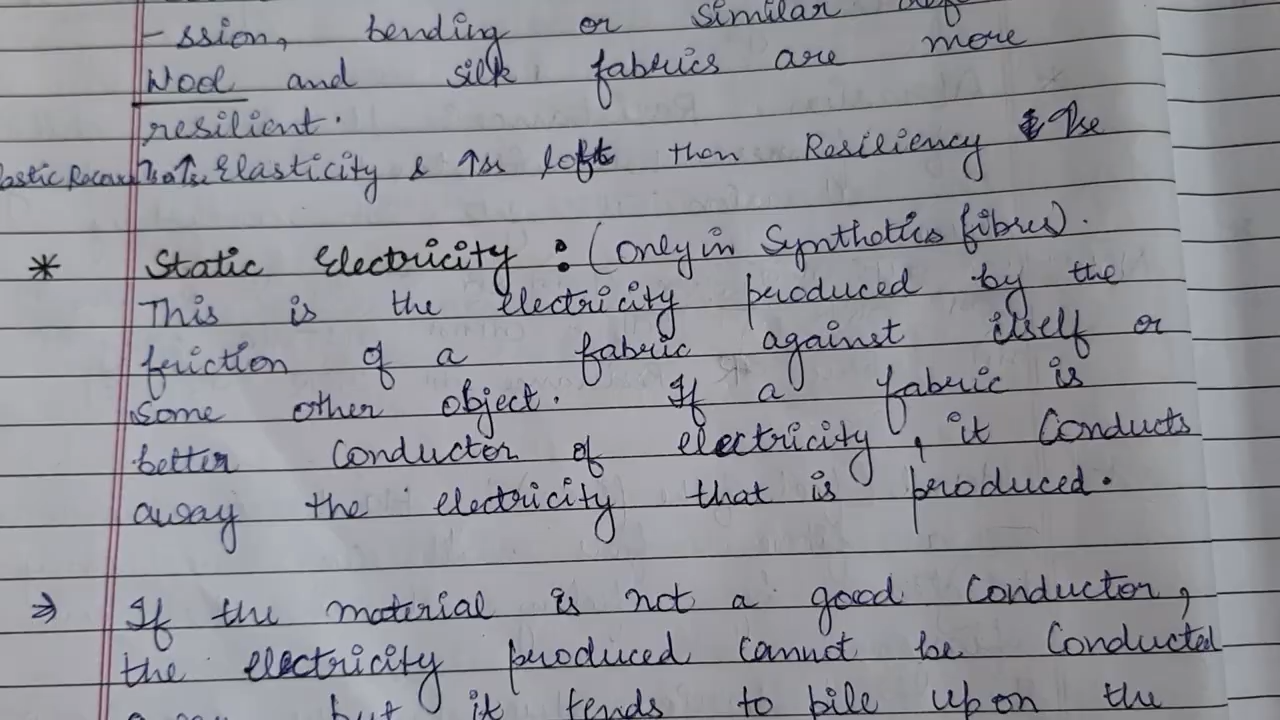 -ssion, bending or similar
Wool and silk fabrics are more
resilient.
Elasticity & ↑se loft then Resiliency ↑se
* Static Electricity : (only in Synthetic fibres).
This is the electricity produced by the
friction of a fabric against itself or
some other object. If a fabric is
better conductor of electricity, it conducts
away the electricity that is produced.
⇒ If the material is not a good conductor,
the electricity produced cannot be conducted
but it tends to pile upon the